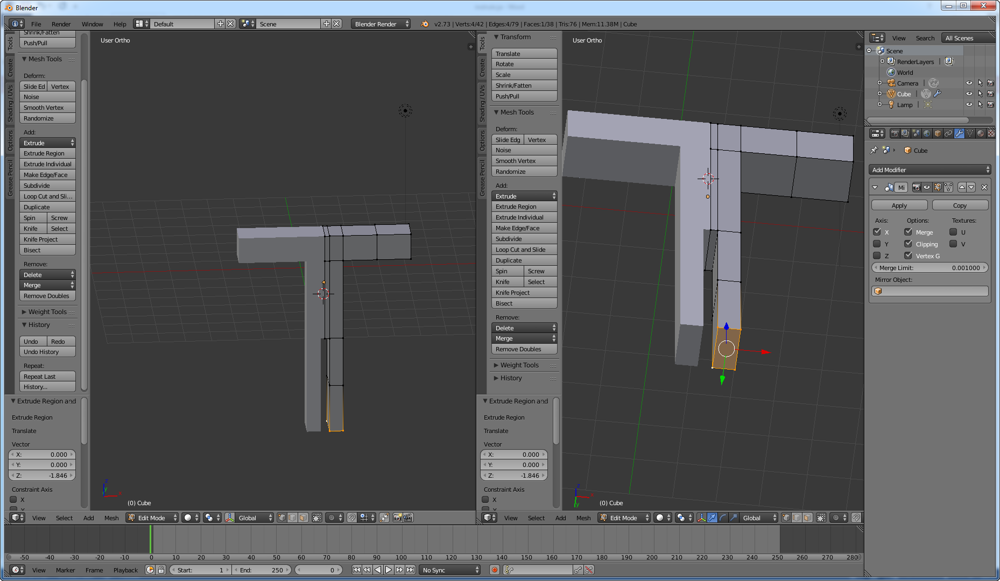 Blender
File Render Window Help Default Scene Blender Render v2.73 | Verts:4/42 | Edges:4/79 | Faces:1/38 | Tris:76 | Mem:11.38M | Cube
Tools
Create
Shading / UVs
Options
Grease Pencil
Shrink/Fatten
Push/Pull
Mesh Tools
Deform:
Slide Ed Vertex
Noise
Smooth Vertex
Randomize
Add:
Extrude
Extrude Region
Extrude Individual
Make Edge/Face
Subdivide
Loop Cut and Sli...
Duplicate
Spin Screw
Knife Select
Knife Project
Bisect
Remove:
Delete
Merge
Remove Doubles
Weight Tools
History
Undo Redo
Undo History
Repeat:
Repeat Last
History...
Extrude Region and
Extrude Region
Translate
Vector
X: 0.000
Y: 0.000
Z: -1.846
Constraint Axis
X
Y
User Ortho
z
y
x
(0) Cube
View Select Add Mesh Edit Mode Global
Tools
Create
Shading / UVs
Options
Grease Pencil
Transform
Translate
Rotate
Scale
Shrink/Fatten
Push/Pull
Mesh Tools
Deform:
Slide Edg Vertex
Noise
Smooth Vertex
Randomize
Add:
Extrude
Extrude Region
Extrude Individual
Make Edge/Face
Subdivide
Loop Cut and Slide
Duplicate
Spin Screw
Knife Select
Knife Project
Bisect
Remove:
Delete
Merge
Remove Doubles
Weight Tools
History
Extrude Region and
Extrude Region
Translate
Vector
X: 0.000
Y: 0.000
Z: -1.846
Constraint Axis
X
Y
User Ortho
z
x
y
(0) Cube
View Select Add Mesh Edit Mode Global
View Search All Scenes
Scene
RenderLayers |
World
Camera |
Cube |
Lamp |
Cube
Add Modifier
Mi
Apply Copy
Axis: Options: Textures:
X Merge U
Y Clipping V
Z Vertex G
Merge Limit: 0.001000
Mirror Object:
-50 -40 -30 -20 -10 0 10 20 30 40 50 60 70 80 90 100 110 120 130 140 150 160 170 180 190 200 210 220 230 240 250 260 270 280
View Marker Frame Playback Start: 1 End: 250 0 No Sync